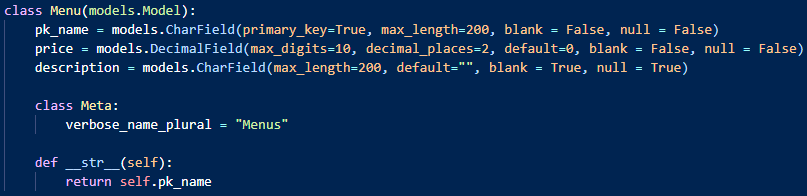 class Menu(models.Model):
    pk_name = models.CharField(primary_key=True, max_length=200, blank = False, null = False)
    price = models.DecimalField(max_digits=10, decimal_places=2, default=0, blank = False, null = False)
    description = models.CharField(max_length=200, default="", blank = True, null = True)
    class Meta:
        verbose_name_plural = "Menus"
    def __str__(self):
        return self.pk_name